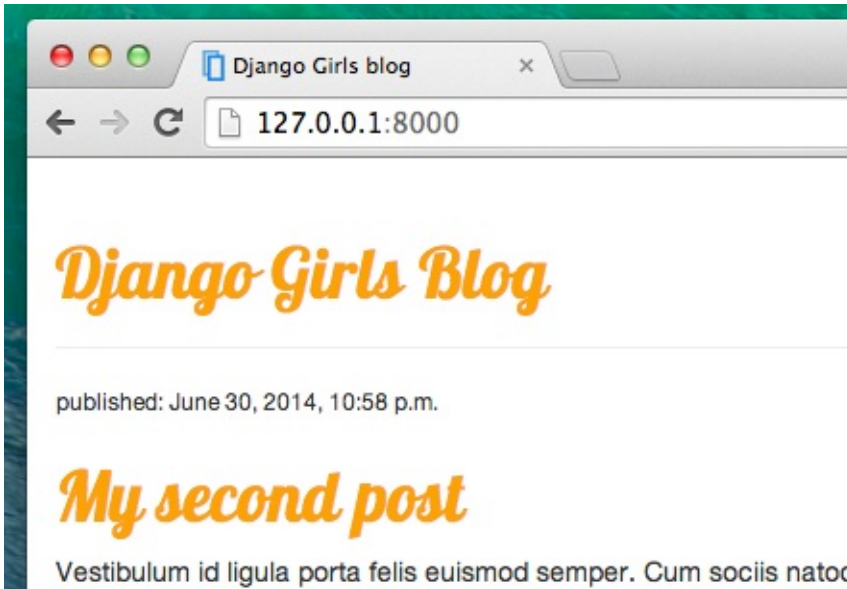 Django Girls blog
127.0.0.1:8000
Django Girls Blog
published: June 30, 2014, 10:58 p.m.
My second post
Vestibulum id ligula porta felis euismod semper. Cum sociis natoc